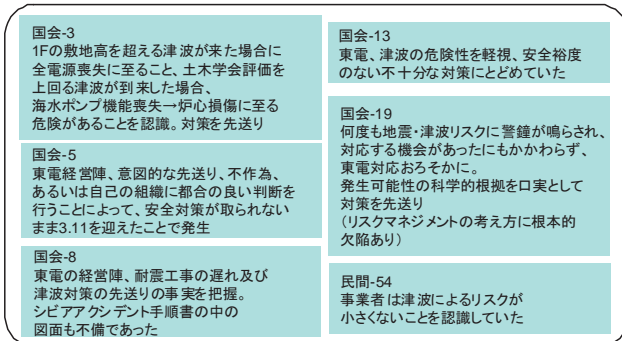 国会-3
1Fの敷地高を超える津波が来た場合に
全電源喪失に至ること、土木学会評価を
上回る津波が到来した場合、
海水ポンプ機能喪失→炉心損傷に至る
危険があることを認識。対策を先送り
国会-5
東電経営陣、意図的な先送り、不作為、
あるいは自己の組織に都合の良い判断を
行うことによって、安全対策が取られない
まま3.11を迎えたことで発生
国会-8
東電の経営陣、耐震工事の遅れ及び
津波対策の先送りの事実を把握。
シビアアクシデント手順書の中の
図面も不備であった
国会-13
東電、津波の危険性を軽視、安全裕度
のない不十分な対策にとどめていた
国会-19
何度も地震・津波リスクに警鐘が鳴らされ、
対応する機会があったにもかかわらず、
東電対応おろそかに。
発生可能性の科学的根拠を口実として
対策を先送り
(リスクマネジメントの考え方に根本的
欠陥あり)
民間-54
事業者は津波によるリスクが
小さくないことを認識していた